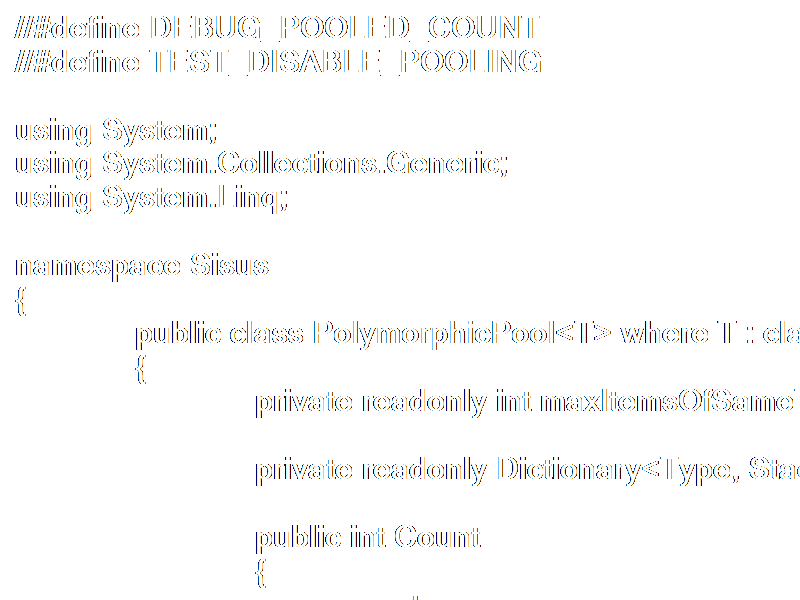 //#define DEBUG_POOLED_COUNT
//#define TEST_DISABLE_POOLING
using System;
using System.Collections.Generic;
using System.Linq;
namespace Sisus
{
public class PolymorphicPool<T> where T : cla
{
private readonly int maxItemsOfSame
private readonly Dictionary<Type, Stac
public int Count
{